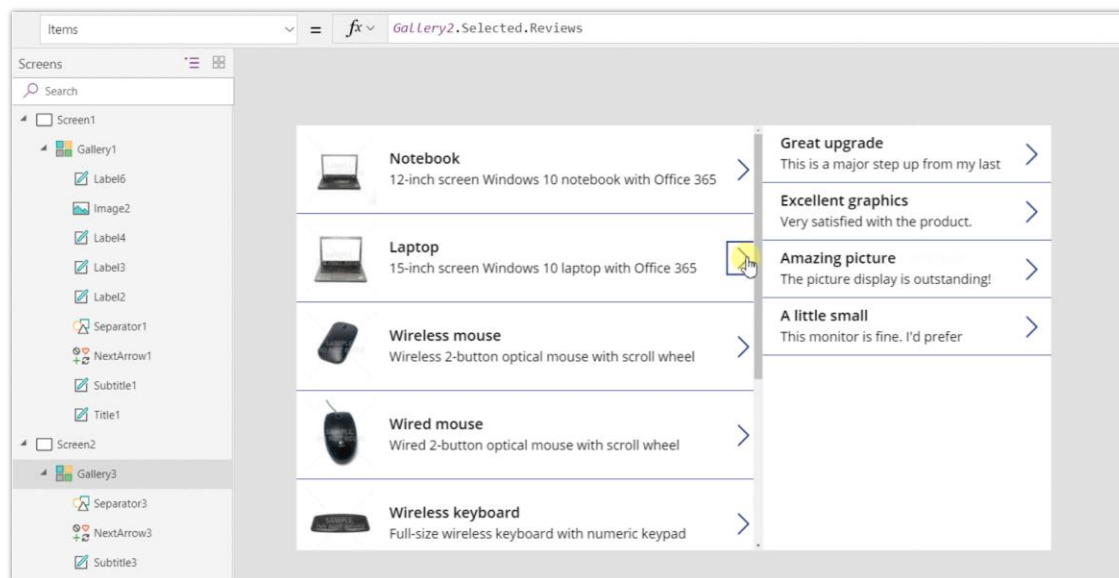 Items
= fx Gallery2.Selected.Reviews
Screens
Search
Screen1
Gallery1
Label6
Image2
Label4
Label3
Label2
Separator1
NextArrow1
Subtitle1
Title1
Screen2
Gallery3
Separator3
NextArrow3
Subtitle3
Notebook
12-inch screen Windows 10 notebook with Office 365
Laptop
15-inch screen Windows 10 laptop with Office 365
Wireless mouse
Wireless 2-button optical mouse with scroll wheel
Wired mouse
Wired 2-button optical mouse with scroll wheel
Wireless keyboard
Full-size wireless keyboard with numeric keypad
Great upgrade
This is a major step up from my last
Excellent graphics
Very satisfied with the product.
Amazing picture
The picture display is outstanding!
A little small
This monitor is fine. I'd prefer